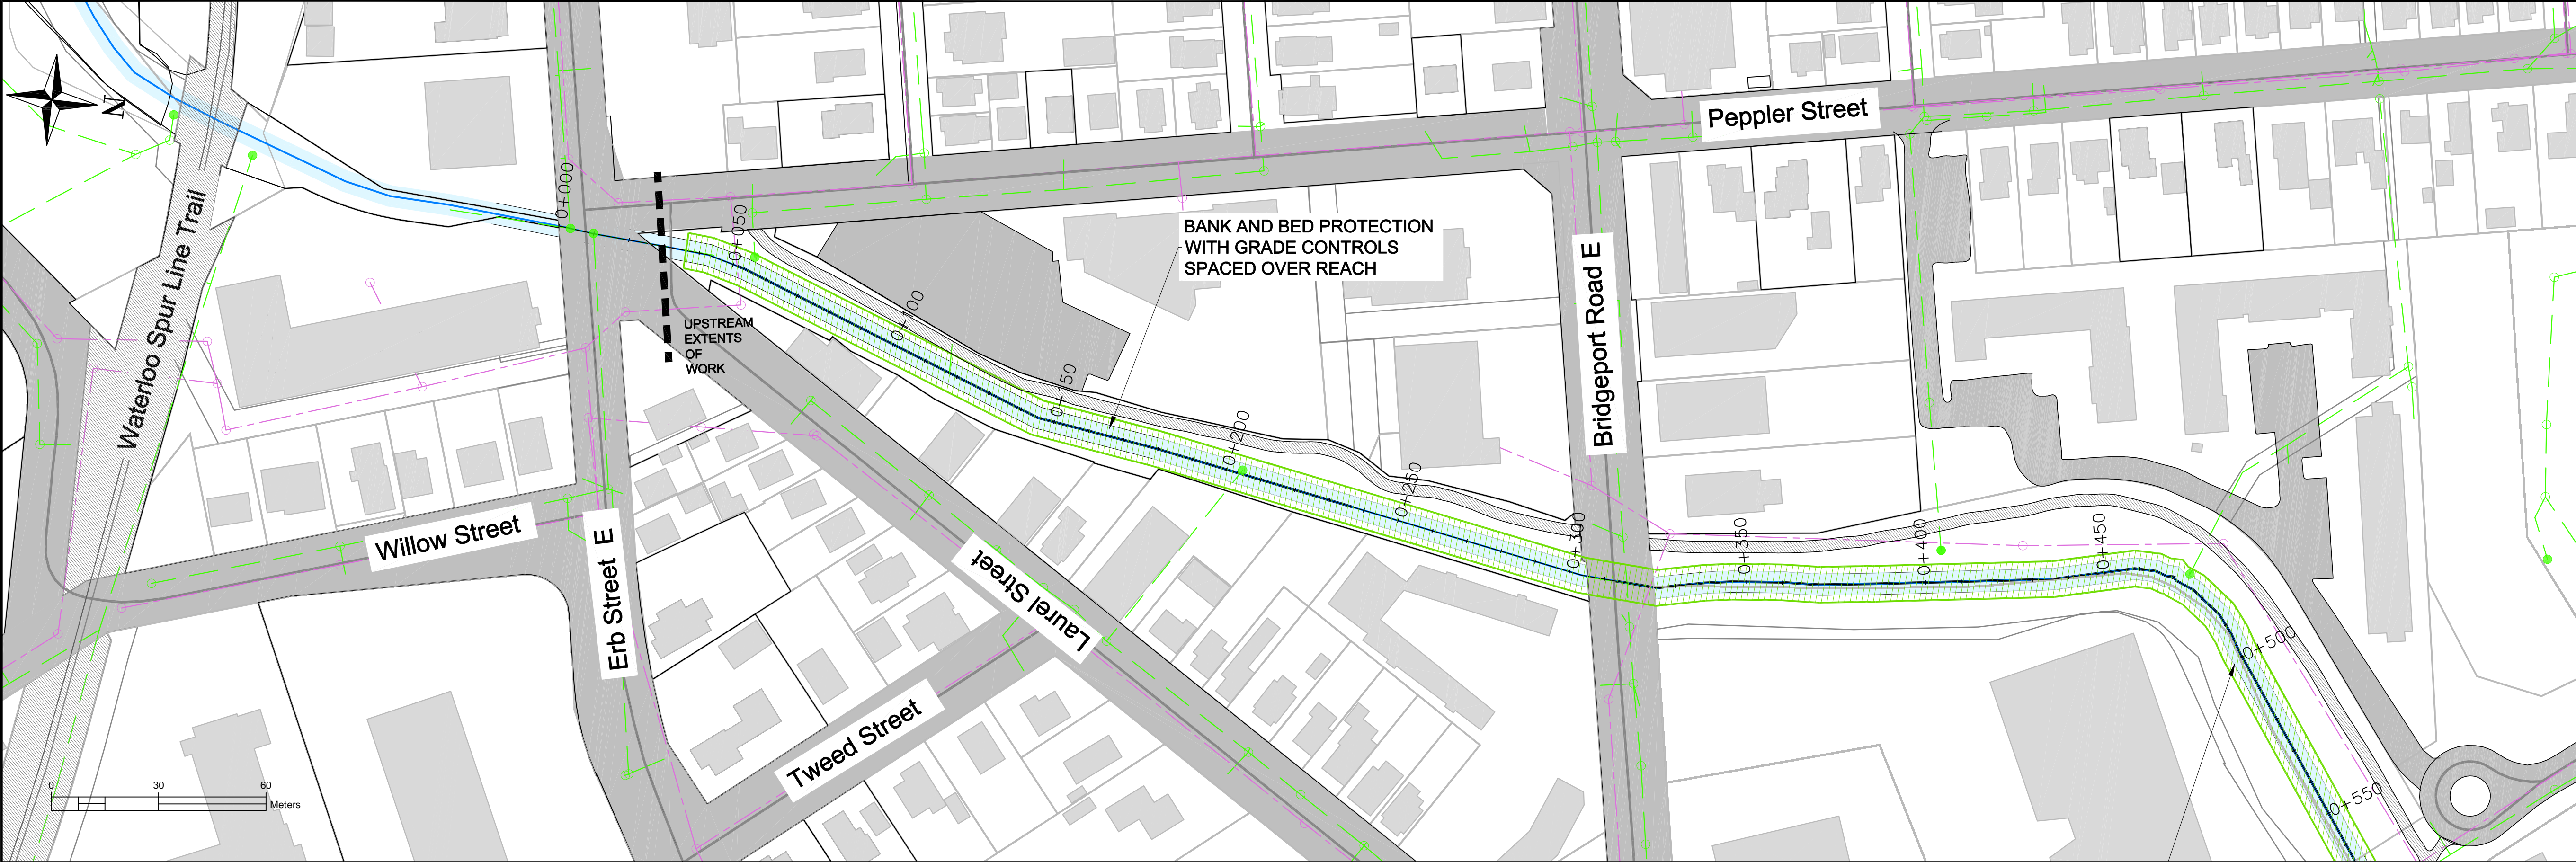 N
Waterloo Spur Line Trail
0+000
Peppler Street
0+050
BANK AND BED PROTECTION
WITH GRADE CONTROLS
SPACED OVER REACH
Bridgeport Road E
UPSTREAM
EXTENTS
OF
WORK
0+100
0+150
0+200
0+250
0+300
0+350
0+400
0+450
0+500
0+550
Willow Street
Erb Street E
Laurel Street
Tweed Street
0 30 60
Meters